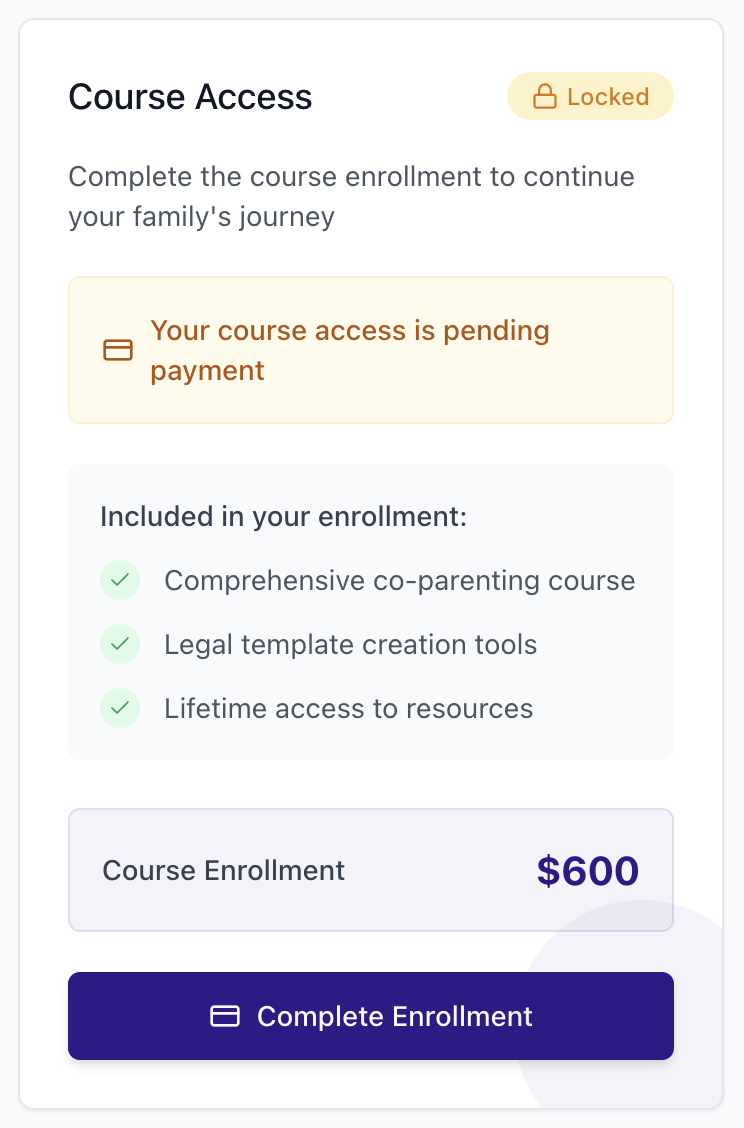 Course Access
Locked
Complete the course enrollment to continue
your family's journey
Your course access is pending
payment
Included in your enrollment:
Comprehensive co-parenting course
Legal template creation tools
Lifetime access to resources
Course Enrollment
$600
Complete Enrollment